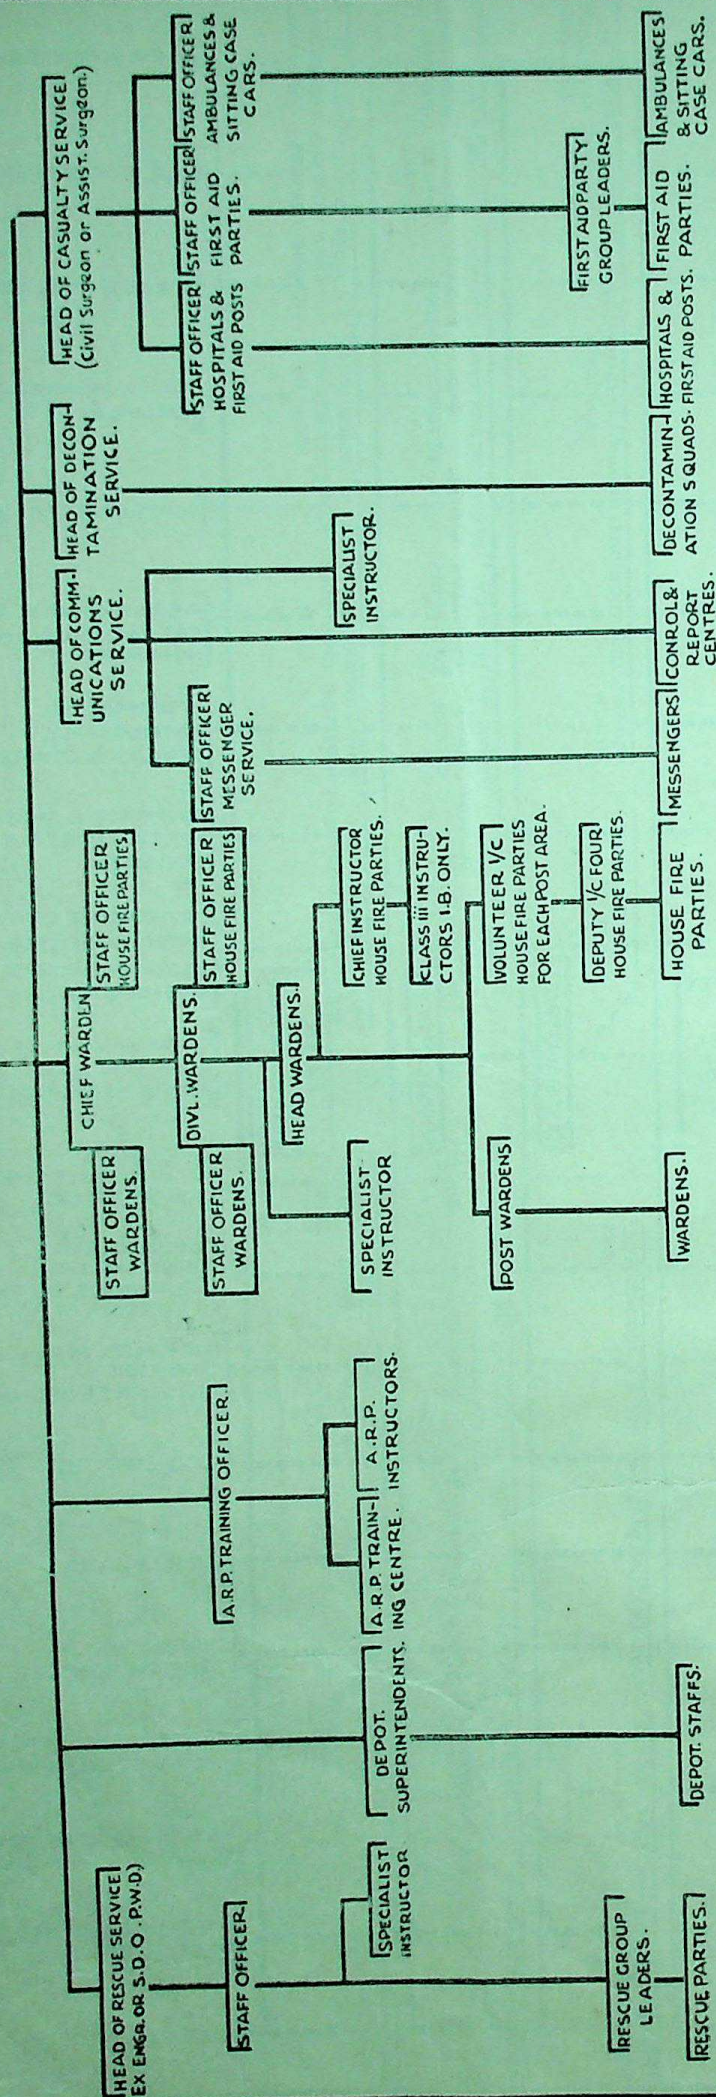 HEAD OF RESCUE SERVICE
EX ENGR. OR S.D.O. P.W.D.)
STAFF OFFICER.
SPECIALIST
INSTRUCTOR
RESCUE GROUP
LEADERS.
RESCUE PARTIES.
DEPOT.
SUPERINTENDENTS.
DEPOT. STAFFS.
A.R.P. TRAINING OFFICER.
A.R.P. TRAIN-
ING CENTRE.
A.R.P.
INSTRUCTORS.
CHIEF WARDEN
STAFF OFFICER
WARDENS.
STAFF OFFICER
HOUSE FIRE PARTIES
DIVL. WARDENS.
STAFF OFFICER
WARDENS.
STAFF OFFICER
HOUSE FIRE PARTIES
HEAD WARDENS.
SPECIALIST
INSTRUCTOR
CHIEF INSTRUCTOR
HOUSE FIRE PARTIES.
CLASS iii INSTRU-
CTORS I.B. ONLY.
POST WARDENS
VOLUNTEER I/C
HOUSE FIRE PARTIES
FOR EACH POST AREA.
DEPUTY I/C FOUR
HOUSE FIRE PARTIES.
WARDENS.
HOUSE FIRE
PARTIES.
HEAD OF COMM-
UNICATIONS
SERVICE.
STAFF OFFICER
MESSENGER
SERVICE.
SPECIALIST
INSTRUCTOR.
MESSENGERS
CONROL &
REPORT
CENTRES.
HEAD OF DECON-
TAMINATION
SERVICE.
DECONTAMIN-
ATION SQUADS.
HEAD OF CASUALTY SERVICE
(Civil Surgeon or Assist. Surgeon.)
STAFF OFFICER
HOSPITALS &
FIRST AID POSTS
STAFF OFFICER
FIRST AID
PARTIES.
STAFF OFFICER
AMBULANCES &
SITTING CASE
CARS.
FIRST AID PARTY
GROUP LEADERS.
HOSPITALS &
FIRST AID POSTS.
FIRST AID
PARTIES.
AMBULANCES
& SITTING
CASE CARS.